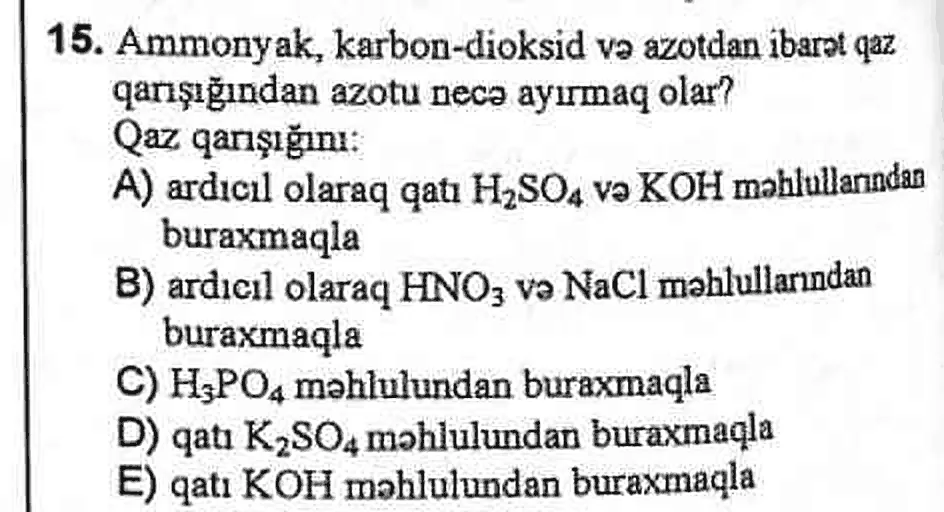 15. Ammonyak, karbon-dioksid və azotdan ibarət qaz
qarışığından azotu necə ayırmaq olar?
Qaz qarışığını:
A) ardıcıl olaraq qatı H₂SO₄ və KOH məhlullarından
buraxmaqla
B) ardıcıl olaraq HNO₃ və NaCl məhlullarından
buraxmaqla
C) H₃PO₄ məhlulundan buraxmaqla
D) qatı K₂SO₄ məhlulundan buraxmaqla
E) qatı KOH məhlulundan buraxmaqla